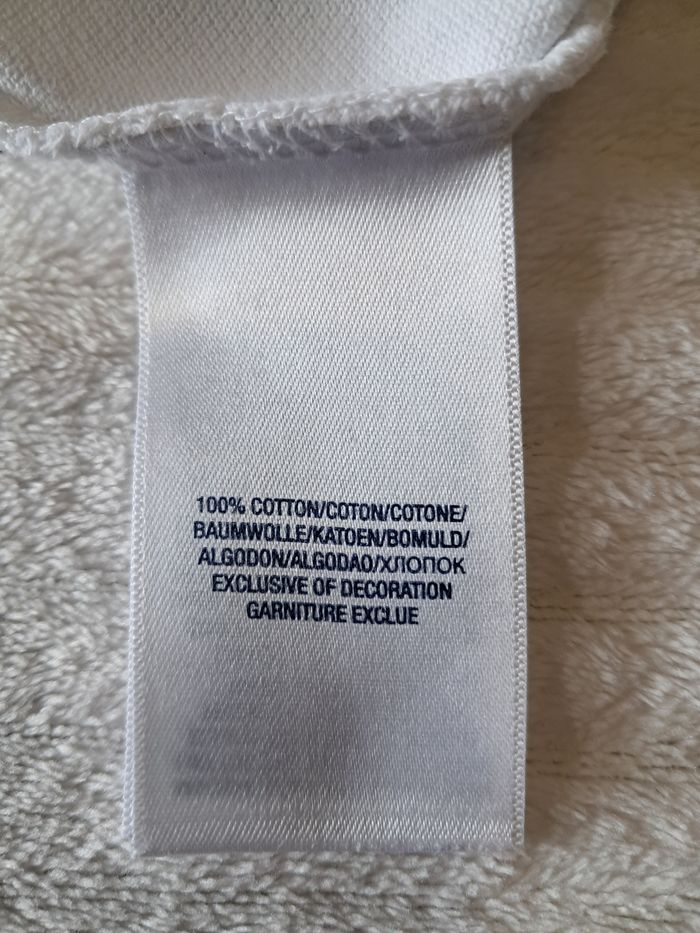 100% COTTON/COTON/COTONE/
BAUMWOLLE/KATOEN/BOMULD/
ALGODON/ALGODAO/ХЛОПОК
EXCLUSIVE OF DECORATION
GARNITURE EXCLUE